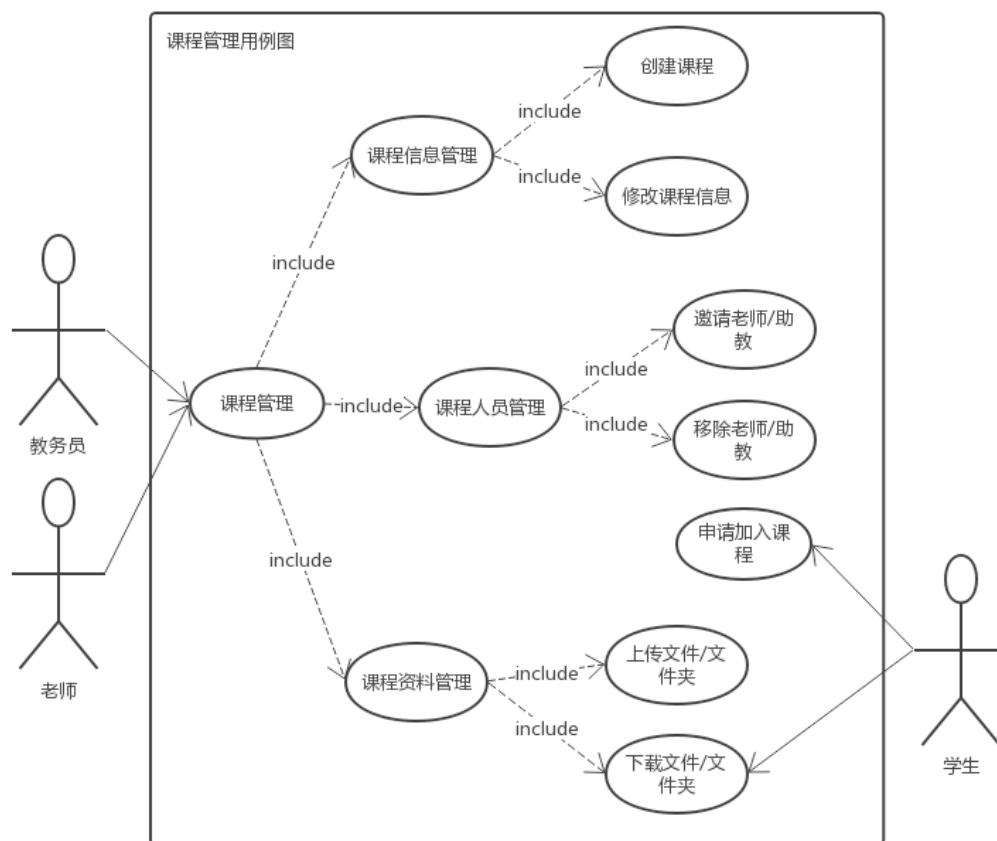 课程管理用例图
创建课程
include
课程信息管理
include
修改课程信息
include
邀请老师/助
教
include
课程管理
include
课程人员管理
include
移除老师/助
教
教务员
申请加入课
程
include
上传文件/文
件夹
include
课程资料管理
老师
include
下载文件/文
件夹
学生